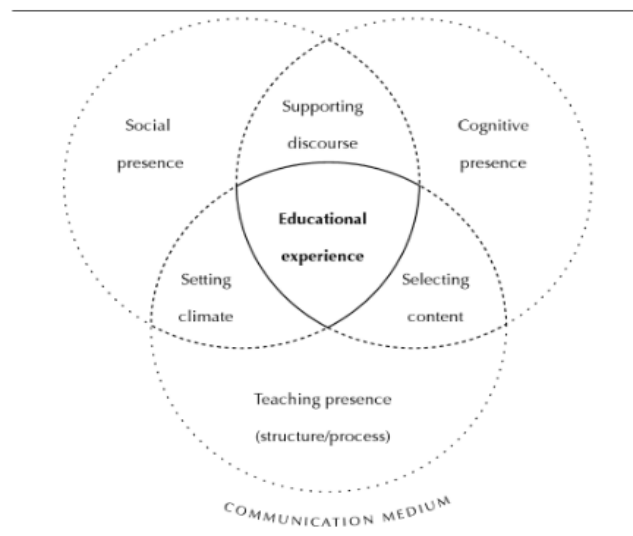 Supporting
discourse
Social
presence
Cognitive
presence
Educational
experience
Setting
climate
Selecting
content
Teaching presence
(structure/process)
COMMUNICATION MEDIUM